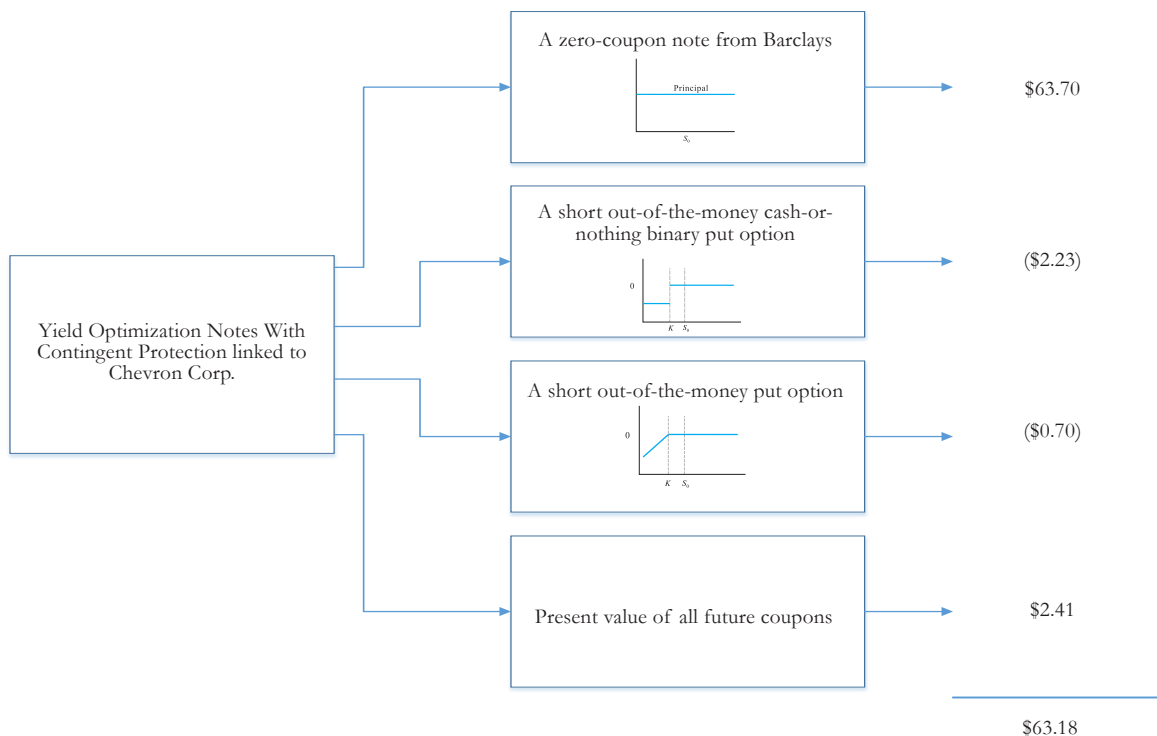 A zero-coupon note from Barclays
Principal
S₀
$63.70
A short out-of-the-money cash-or-
nothing binary put option
0
K S₀
($2.23)
Yield Optimization Notes With
Contingent Protection linked to
Chevron Corp.
A short out-of-the-money put option
0
K S₀
($0.70)
Present value of all future coupons
$2.41
$63.18